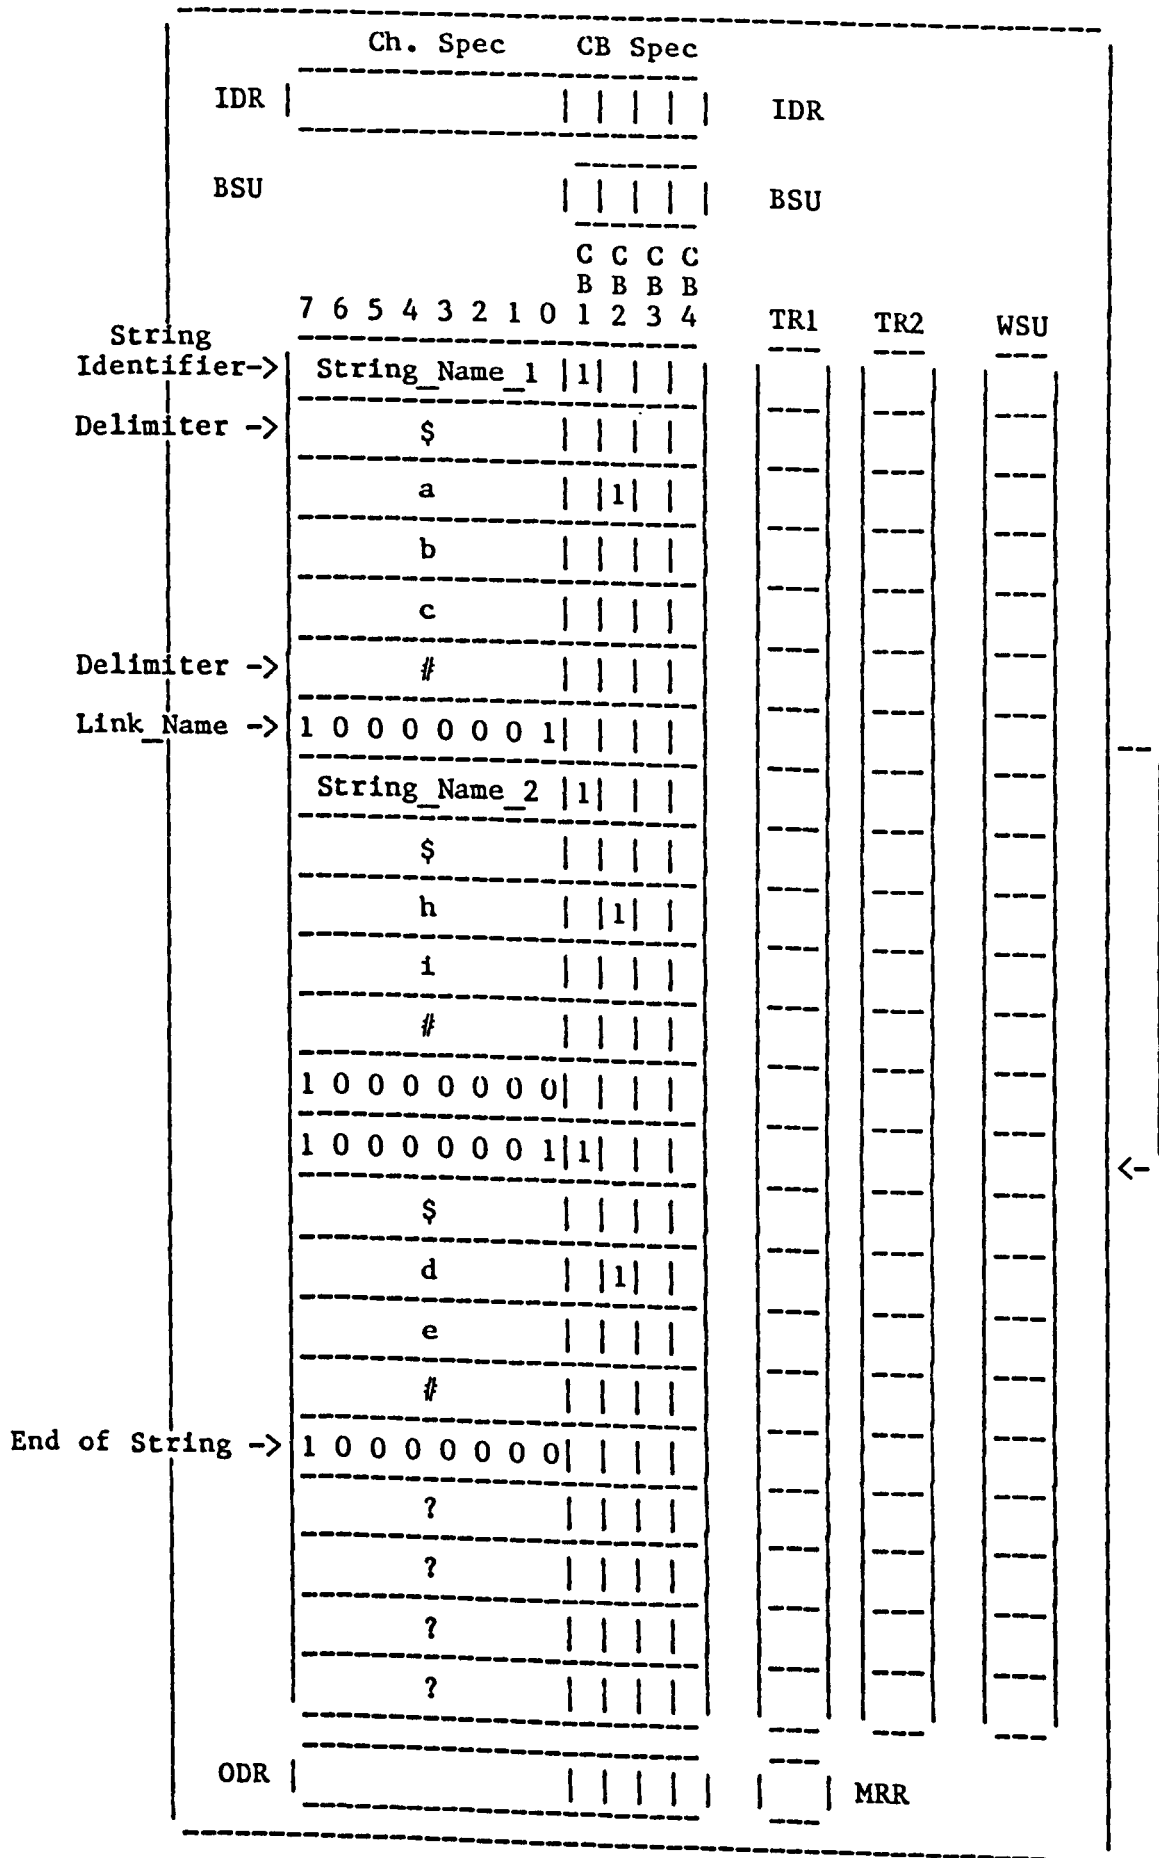 Ch. Spec CB Spec
IDR IDR
BSU BSU
C C C C
B B B B
7 6 5 4 3 2 1 0 1 2 3 4 TR1 TR2 WSU
String
Identifier-> String_Name_1 1
Delimiter -> $
a 1
b
c
Delimiter -> #
Link_Name -> 1 0 0 0 0 0 0 1
String_Name_2 1
$
h 1
i
#
1 0 0 0 0 0 0 0
1 0 0 0 0 0 0 1 1
$
d 1
e
#
End of String -> 1 0 0 0 0 0 0 0
?
?
?
?
ODR MRR